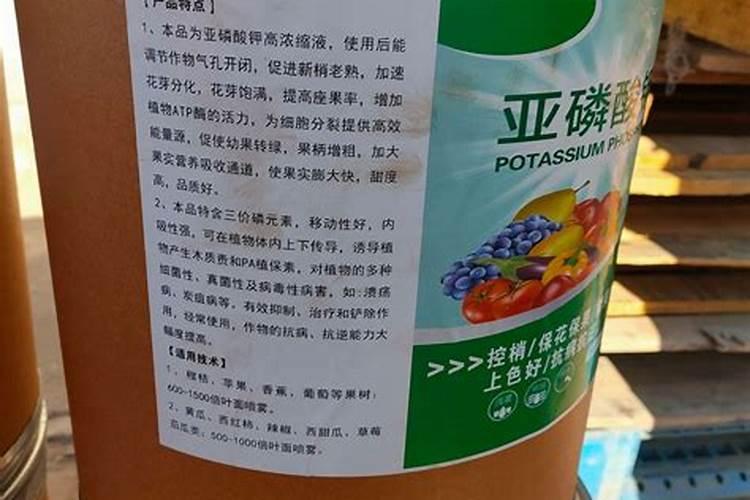 【产品特点】
1、本品为亚磷酸钾高浓缩液，使用后能
调节作物气孔开闭，促进新梢老熟，加速
花芽分化，花芽饱满，提高座果率，增加
植物ATP酶的活力，为细胞分裂提供高效
能量源，促使幼果转绿，果柄增粗，加大
果实营养吸收通道，使果实膨大快，甜度
高，品质好。
2、本品特含三价磷元素，移动性好，内
吸性强，可在植物体内上下传导，诱导植
物产生木质责和PA植保素，对植物的多种
细菌性、真菌性及病毒性病害，如：溃疡
病、炭疽病等，有效抑制、治疗和铲除作
用，经常使用，作物的抗病、抗逆能力大
幅度提高。
【适用技术】
1、橙桔、苹果、香蕉，葡萄等果树：
600-1500倍叶面喷雾。
2、黄瓜、西红柿、辣椒、西甜瓜、草莓
瓜类：500-1000倍叶面喷雾。
亚磷酸
POTASSIUM
>>>控梢/保花保
上色好/抗病